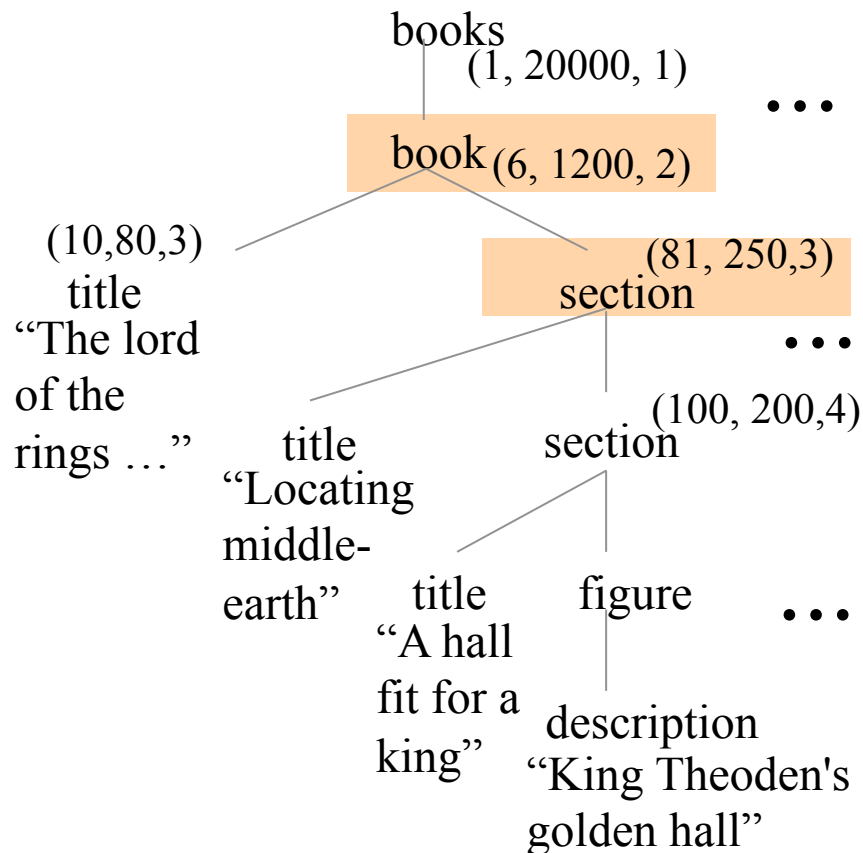 books
(1, 20000, 1)
...
book (6, 1200, 2)
(10,80,3)
title
“The lord
of the
rings …”
(81, 250,3)
section
...
(100, 200,4)
title
“Locating
middle-
earth”
section
title
“A hall
fit for a
king”
figure
...
description
“King Theoden's
golden hall”